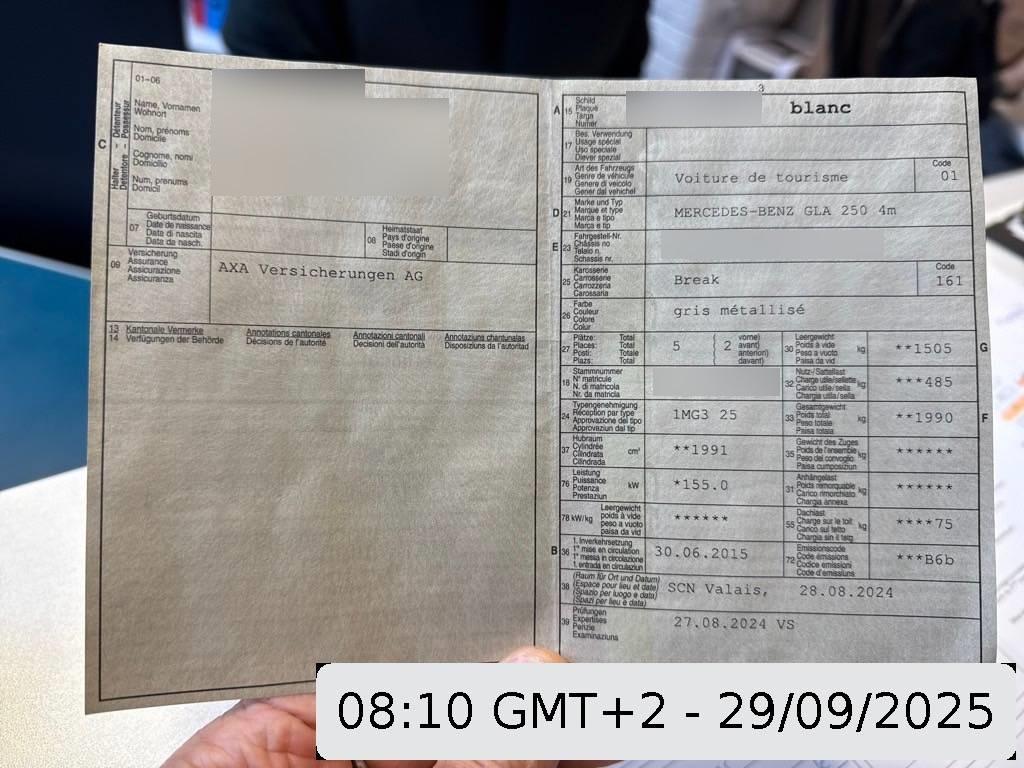 01-06
C
Halter - Détenteur
Detentore - Possessur
Name, Vornamen
Wohnort
Nom, prénoms
Domicile
Cognome, nomi
Domicilio
Num, prenums
Domicil
07
Geburtsdatum
Date de naissance
Data di nascita
Data da nasch.
08
Heimatstaat
Pays d'origine
Paese d'origine
Stadi d'origin
09
Versicherung
Assurance
Assicurazione
Assicuranza
AXA Versicherungen AG
13 Kantonale Vermerke
14 Verfügungen der Behörde
Annotations cantonales
Décisions de l'autorité
Annotazioni cantonali
Decisioni dell'autorità
Annotaziuns chantunalas
Disposiziuns da l'autoritad
3
A 15 Schild
Plaque
Targa
Numer
blanc
17 Bes. Verwendung
Usage spécial
Uso speciale
Diever spezial
19 Art des Fahrzeugs
Genre de véhicule
Genere di veicolo
Gener dal vehichel
Voiture de tourisme
Code
01
D 21 Marke und Typ
Marque et type
Marca e tipo
Marca e tip
MERCEDES-BENZ GLA 250 4m
E 23 Fahrgestell-Nr.
Châssis no
Telaio n.
Schassis nr.
25 Karosserie
Carrosserie
Carrozzeria
Carossaria
Break
Code
161
26 Farbe
Couleur
Colore
Colur
gris métallisé
27 Plätze: Total
Places: Total
Posti: Totale
Plazs: Total
5
2
vorne)
avant)
anteriori)
davant)
30 Leergewicht
Poids à vide
Peso a vuoto
Paisa da vid
kg
**1505
G
18 Stammnummer
N° matricule
N. di matricola
Nr. da matricla
32 Nutz-/Sattellast
Charge utile/sellette
Carico utile/sella
Chargia utila/sella
kg
***485
24 Typengenehmigung
Réception par type
Approvazione del tipo
Approvaziun dal tip
1MG3 25
33 Gesamtgewicht
Poids total
Peso totale
Paisa totala
kg
**1990
F
37 Hubraum
Cylindrée
Cilindrata
Cilindrada
cm³
**1991
35 Gewicht des Zuges
Poids de l'ensemble
Peso del convoglio
Paisa cumposiziun
kg
******
76 Leistung
Puissance
Potenza
Prestaziun
kW
*155.0
31 Anhängelast
Poids remorquable
Carico rimorchiato
Chargia annexa
kg
******
78 kW/kg
Leergewicht
poids à vide
peso a vuoto
paisa da vid
******
55 Dachlast
Charge sur le toit
Carico sul tetto
Chargia sin il tetg
kg
****75
B 36 1. Inverkehrsetzung
1re mise en circulation
1a messa in circolazione
1. entrada en circulaziun
30.06.2015
72 Emissionscode
Code émissions
Codice emissioni
Code d'emissiuns
***B6b
38 (Raum für Ort und Datum)
(Espace pour lieu et date)
(Spazio per luogo e data)
(Spazi per lieu e data)
SCN Valais, 28.08.2024
39 Prüfungen
Expertises
Perizie
Examinaziuns
27.08.2024 VS
08:10 GMT+2 - 29/09/2025